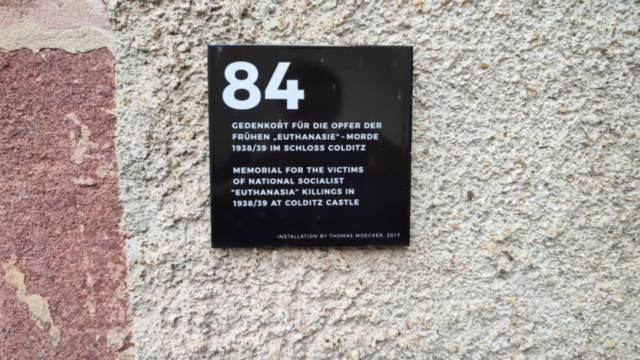 84
GEDENKORT FÜR DIE OPFER DER
FRÜHEN „EUTHANASIE"-MORDE
1938/39 IM SCHLOSS COLDITZ
MEMORIAL FOR THE VICTIMS
OF NATIONAL SOCIALIST
"EUTHANASIA" KILLINGS IN
1938/39 AT COLDITZ CASTLE
INSTALLATION BY THOMAS MOECKER, 2017